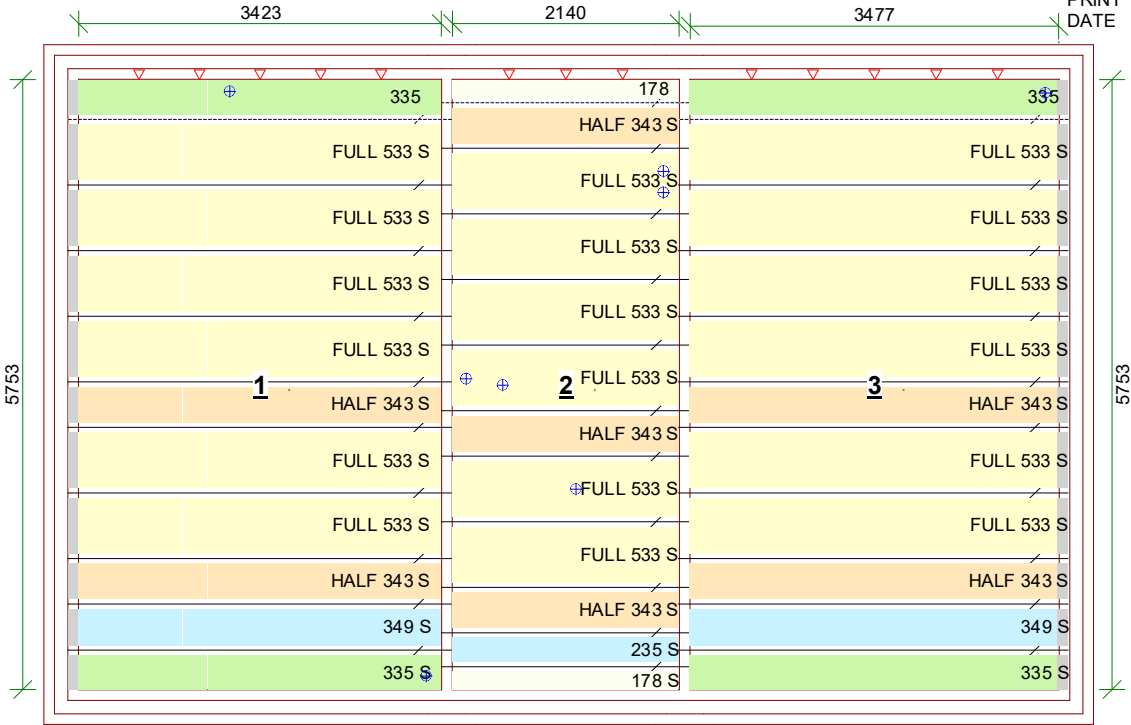 PRINT
DATE
3423
2140
3477
5753
5753
335
FULL 533 S
FULL 533 S
FULL 533 S
FULL 533 S
1
HALF 343 S
FULL 533 S
FULL 533 S
HALF 343 S
349 S
335 S
178
HALF 343 S
FULL 533 S
FULL 533 S
FULL 533 S
FULL 533 S
2
HALF 343 S
FULL 533 S
FULL 533 S
HALF 343 S
235 S
178 S
335
FULL 533 S
FULL 533 S
FULL 533 S
FULL 533 S
3
HALF 343 S
FULL 533 S
FULL 533 S
HALF 343 S
349 S
335 S